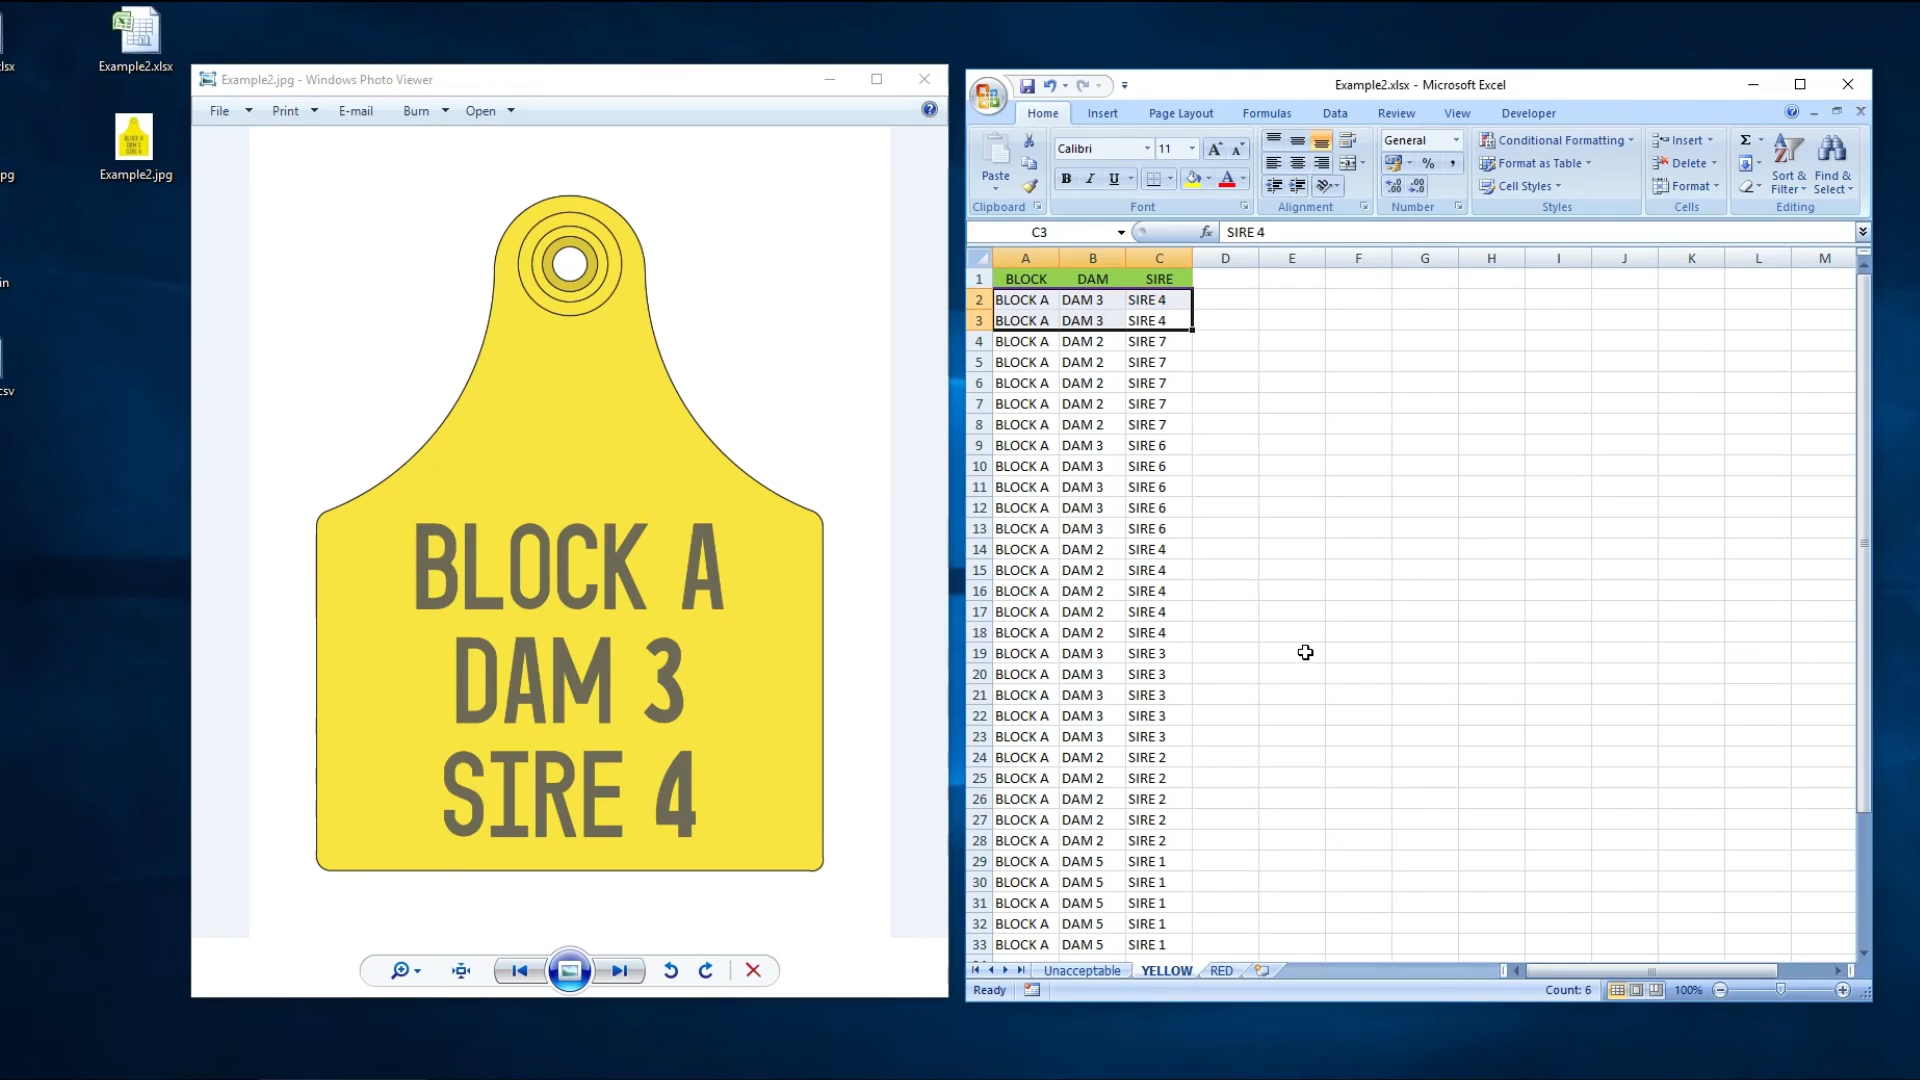 lsx
Example2.xlsx
pg
Example2.jpg
in
csv
Example2.jpg - Windows Photo Viewer
File Print E-mail Burn Open
BLOCK A
DAM 3
SIRE 4
Example2.xlsx - Microsoft Excel
Home Insert Page Layout Formulas Data Review View Developer
Paste
Clipboard
Calibri 11
B I U A
Font
Alignment
General
% ,
Number
Conditional Formatting
Format as Table
Cell Styles
Styles
Insert
Delete
Format
Cells
Σ
Sort & Filter
Find & Select
Editing
C3 fx SIRE 4
A B C D E F G H I J K L M
1 BLOCK DAM SIRE
2 BLOCK A DAM 3 SIRE 4
3 BLOCK A DAM 3 SIRE 4
4 BLOCK A DAM 2 SIRE 7
5 BLOCK A DAM 2 SIRE 7
6 BLOCK A DAM 2 SIRE 7
7 BLOCK A DAM 2 SIRE 7
8 BLOCK A DAM 2 SIRE 7
9 BLOCK A DAM 3 SIRE 6
10 BLOCK A DAM 3 SIRE 6
11 BLOCK A DAM 3 SIRE 6
12 BLOCK A DAM 3 SIRE 6
13 BLOCK A DAM 3 SIRE 6
14 BLOCK A DAM 2 SIRE 4
15 BLOCK A DAM 2 SIRE 4
16 BLOCK A DAM 2 SIRE 4
17 BLOCK A DAM 2 SIRE 4
18 BLOCK A DAM 2 SIRE 4
19 BLOCK A DAM 3 SIRE 3
20 BLOCK A DAM 3 SIRE 3
21 BLOCK A DAM 3 SIRE 3
22 BLOCK A DAM 3 SIRE 3
23 BLOCK A DAM 3 SIRE 3
24 BLOCK A DAM 2 SIRE 2
25 BLOCK A DAM 2 SIRE 2
26 BLOCK A DAM 2 SIRE 2
27 BLOCK A DAM 2 SIRE 2
28 BLOCK A DAM 2 SIRE 2
29 BLOCK A DAM 5 SIRE 1
30 BLOCK A DAM 5 SIRE 1
31 BLOCK A DAM 5 SIRE 1
32 BLOCK A DAM 5 SIRE 1
33 BLOCK A DAM 5 SIRE 1
Unacceptable YELLOW RED
Ready Count: 6 100%